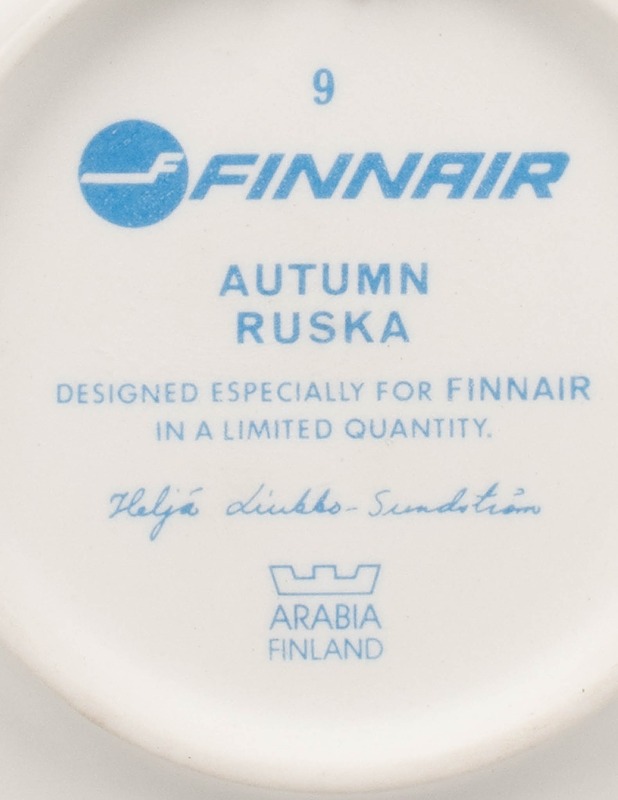 9
F FINNAIR
AUTUMN
RUSKA
DESIGNED ESPECIALLY FOR FINNAIR
IN A LIMITED QUANTITY.
Heljä Liukko-Sundström
ARABIA
FINLAND